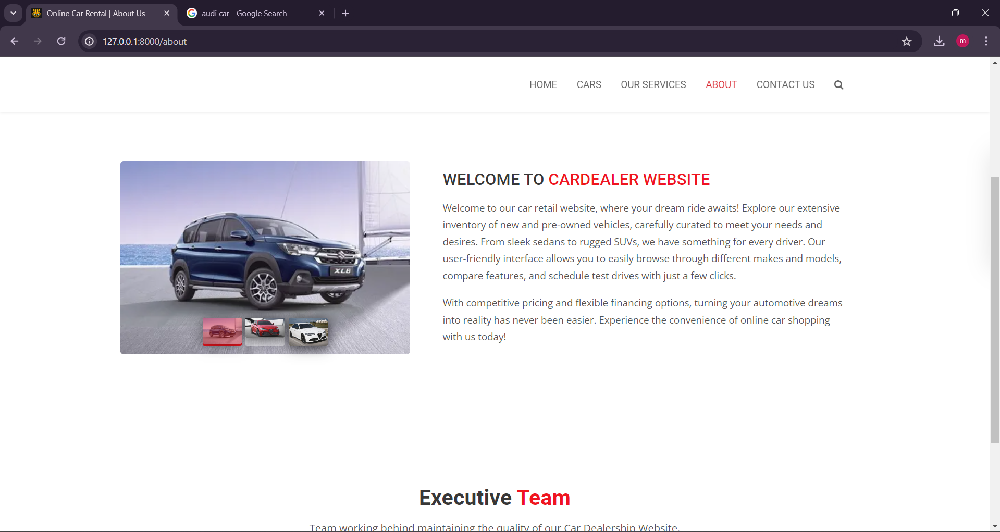 Online Car Rental | About Us
audi car - Google Search
127.0.0.1:8000/about
m
HOME CARS OUR SERVICES ABOUT CONTACT US
WELCOME TO CARDEALER WEBSITE
Welcome to our car retail website, where your dream ride awaits! Explore our extensive
inventory of new and pre-owned vehicles, carefully curated to meet your needs and
desires. From sleek sedans to rugged SUVs, we have something for every driver. Our
user-friendly interface allows you to easily browse through different makes and models,
compare features, and schedule test drives with just a few clicks.
With competitive pricing and flexible financing options, turning your automotive dreams
into reality has never been easier. Experience the convenience of online car shopping
with us today!
XL6
Executive Team
Team working behind maintaining the quality of our Car Dealership Website.